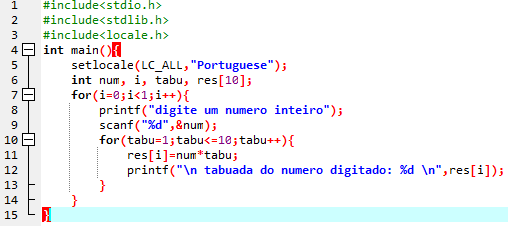 1 #include<stdio.h>
2 #include<stdlib.h>
3 #include<locale.h>
4 int main(){
5 setlocale(LC_ALL,"Portuguese");
6 int num, i, tabu, res[10];
7 for(i=0;i<1;i++){
8 printf("digite um numero inteiro");
9 scanf("%d",&num);
10 for(tabu=1;tabu<=10;tabu++){
11 res[i]=num*tabu;
12 printf("\n tabuada do numero digitado: %d \n",res[i]);
13 }
14 }
15 }